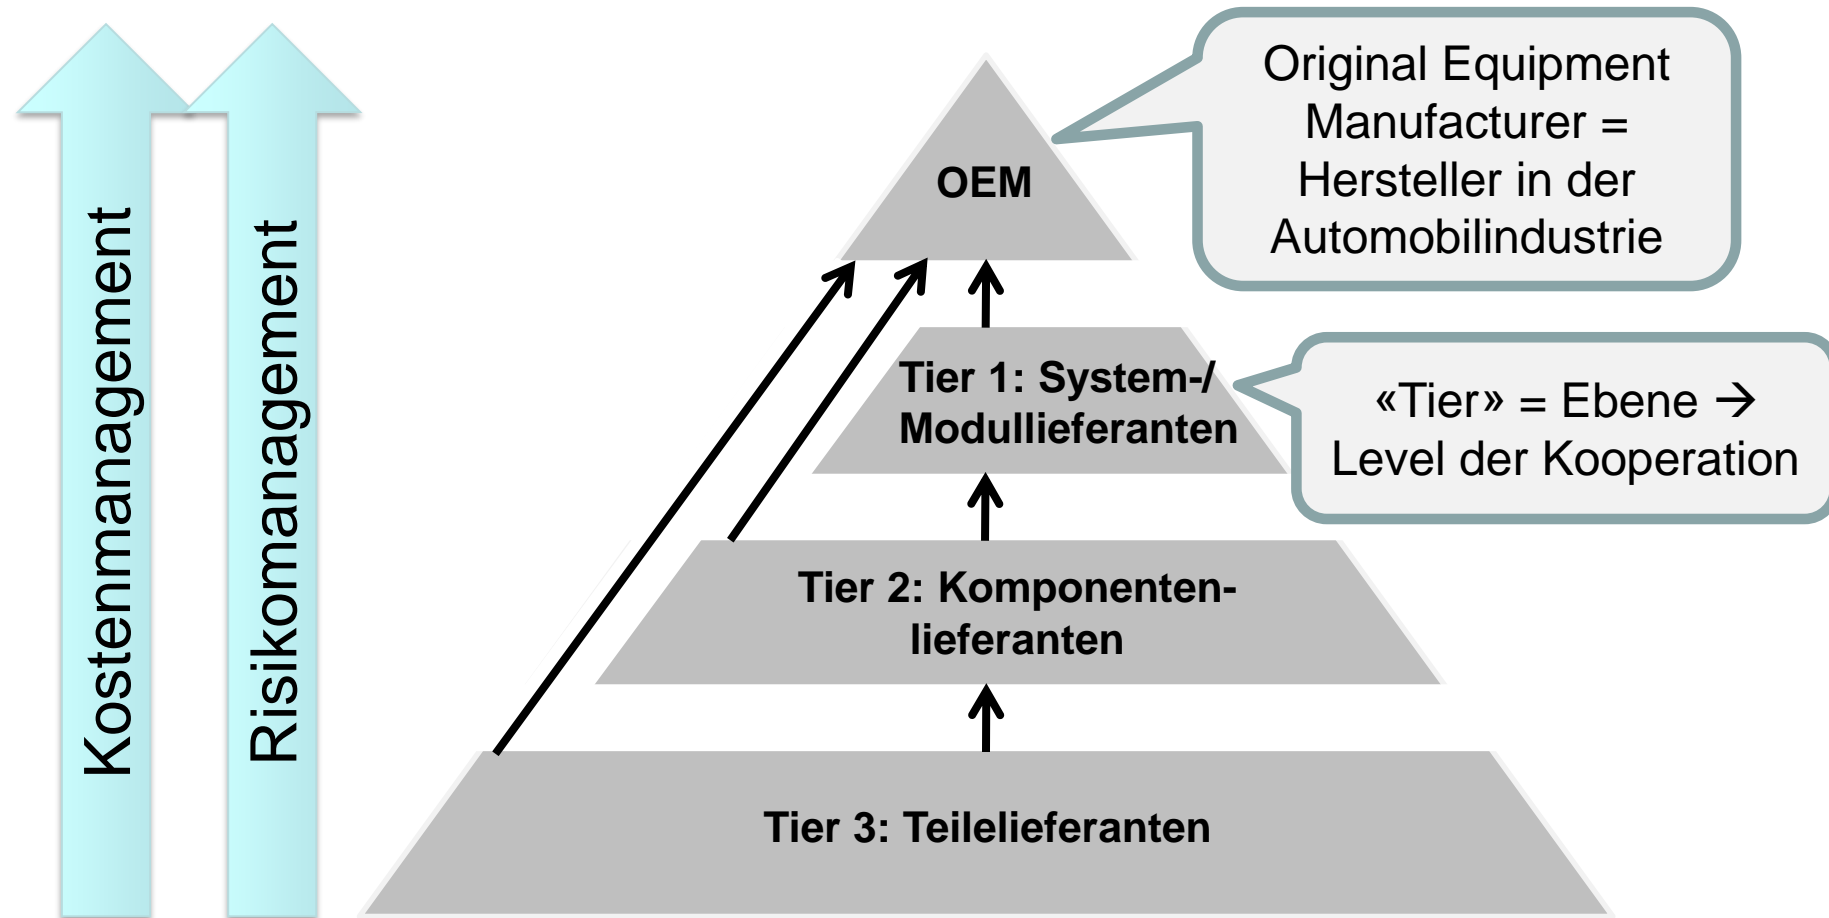 Kostenmanagement
Risikomanagement
OEM
Original Equipment
Manufacturer =
Hersteller in der
Automobilindustrie
Tier 1: System-/
Modullieferanten
«Tier» = Ebene →
Level der Kooperation
Tier 2: Komponenten-
lieferanten
Tier 3: Teilelieferanten